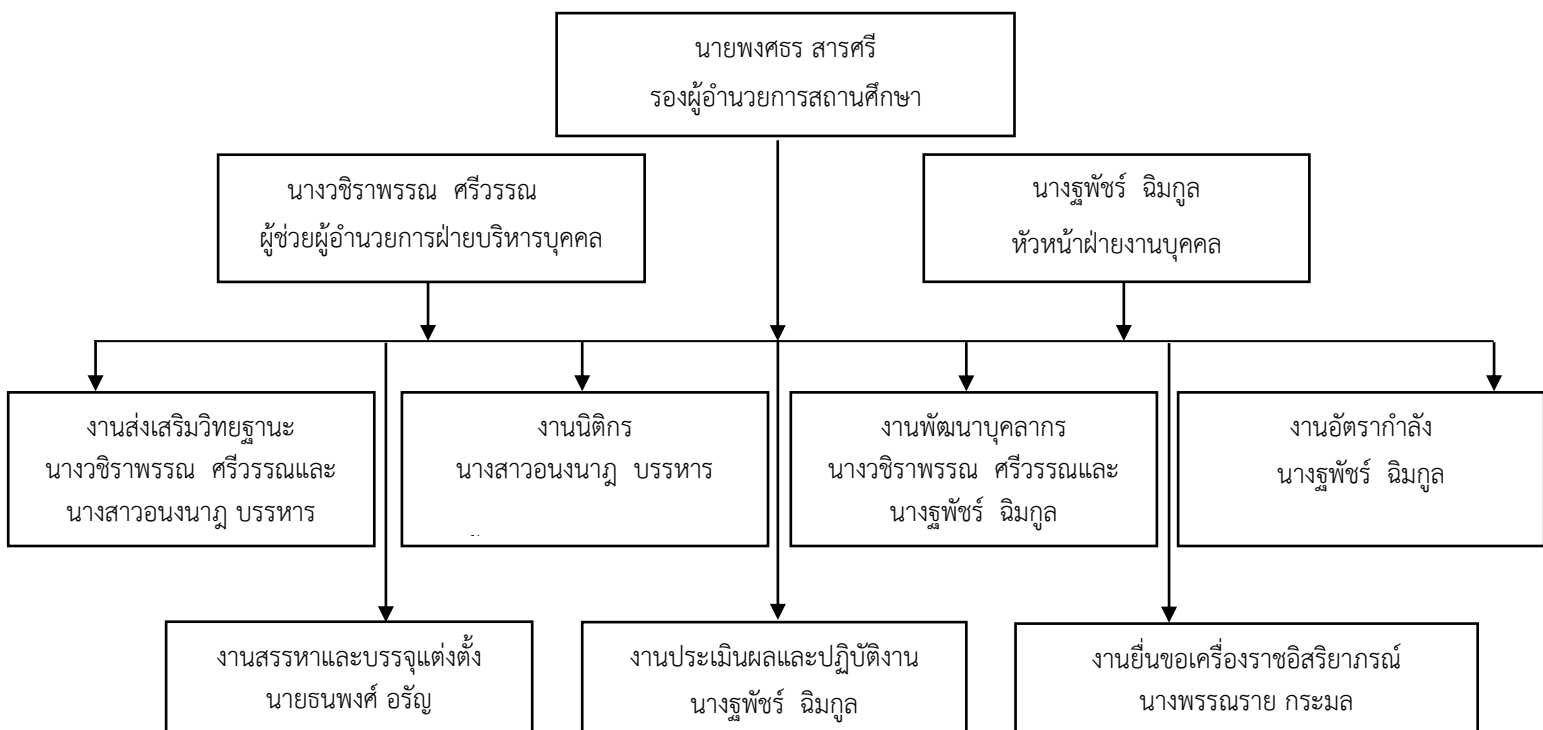 นายพงศธร สารศรี
รองผู้อำนวยการสถานศึกษา
นางวชิราพรรณ ศรีวรรณ
ผู้ช่วยผู้อำนวยการฝ่ายบริหารบุคคล
นางฐพัชร์ ฉิมกูล
หัวหน้าฝ่ายงานบุคคล
งานส่งเสริมวิทยฐานะ
นางวชิราพรรณ ศรีวรรณและ
นางสาวอนงนาฎ บรรหาร
งานนิติกร
นางสาวอนงนาฎ บรรหาร
งานพัฒนาบุคลากร
นางวชิราพรรณ ศรีวรรณและ
นางฐพัชร์ ฉิมกูล
งานอัตรากำลัง
นางฐพัชร์ ฉิมกูล
งานสรรหาและบรรจุแต่งตั้ง
นายธนพงศ์ อรัญ
งานประเมินผลและปฏิบัติงาน
นางฐพัชร์ ฉิมกูล
งานยื่นขอเครื่องราชอิสริยาภรณ์
นางพรรณราย กระมล